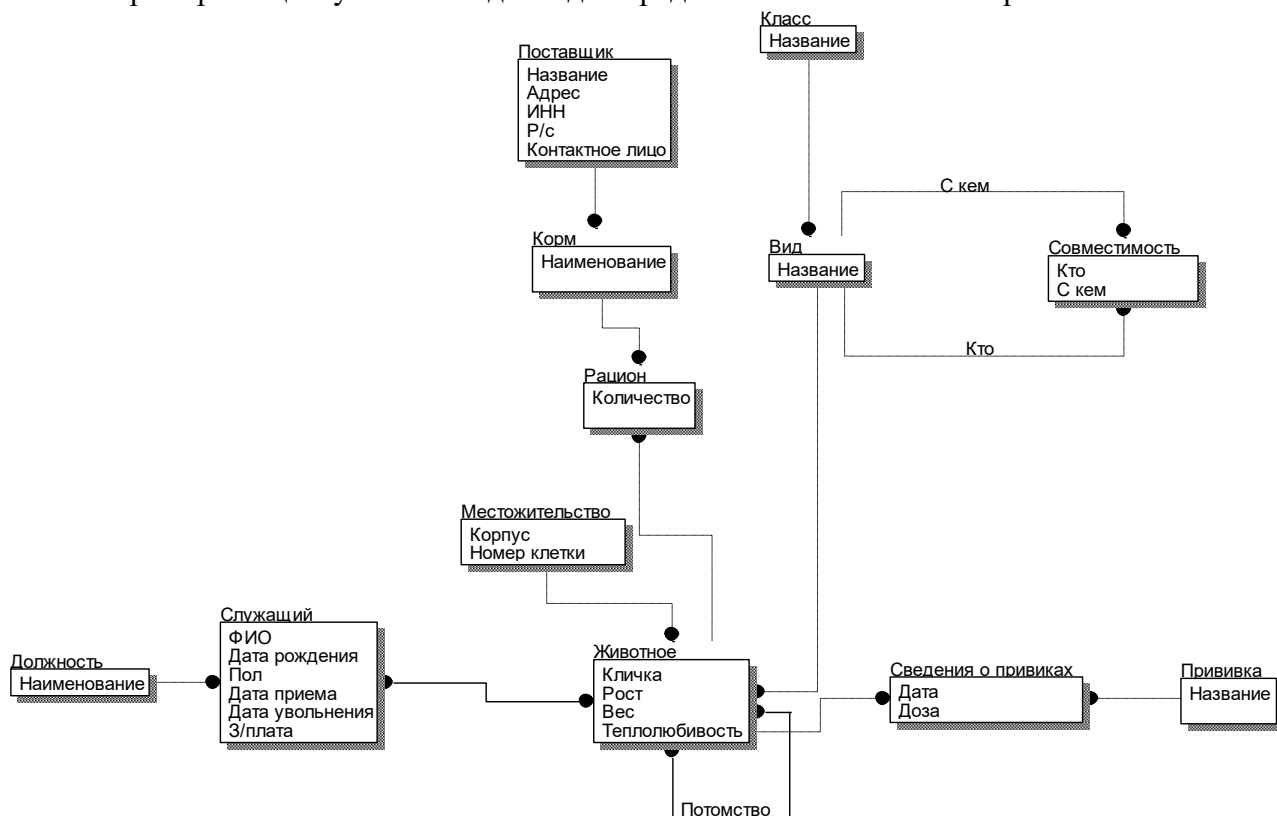 Класс
Название
Поставщик
Название
Адрес
ИНН
Р/с
Контактное лицо
С кем
Корм
Наименование
Вид
Название
Совместимость
Кто
С кем
Кто
Рацион
Количество
Местожительство
Корпус
Номер клетки
Служащий
ФИО
Дата рождения
Пол
Дата приема
Дата увольнения
З/плата
Должность
Наименование
Животное
Кличка
Рост
Вес
Теплолюбивость
Сведения о привиках
Дата
Доза
Прививка
Название
Потомство